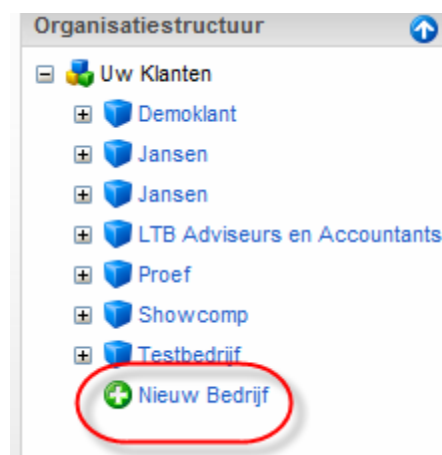 Organisatiestructuur
Uw Klanten
Demoklant
Jansen
Jansen
LTB Adviseurs en Accountants
Proef
Showcomp
Testbedrijf
Nieuw Bedrijf